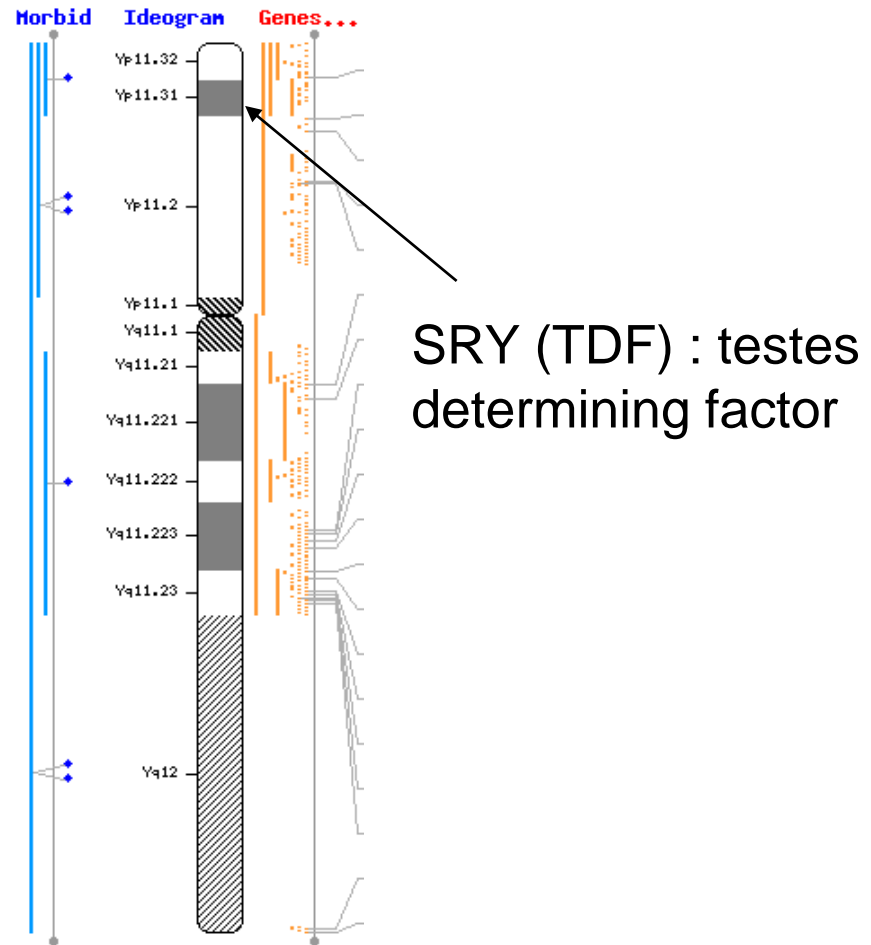 Morbid Ideogram Genes...
Yp11.32
Yp11.31
Yp11.2
Yp11.1
Yq11.1
Yq11.21
Yq11.221
Yq11.222
Yq11.223
Yq11.23
Yq12
SRY (TDF) : testes
determining factor